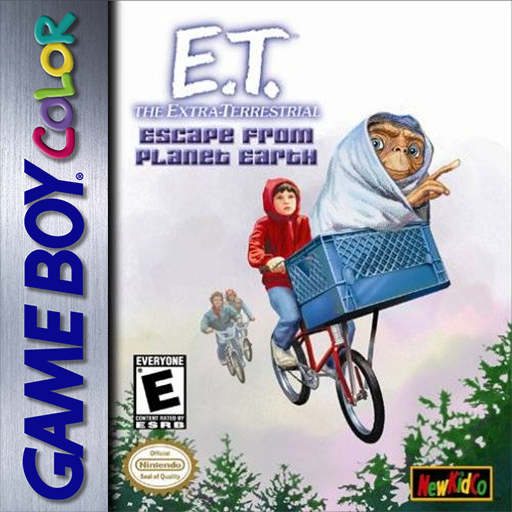 GAME BOY COLOR
E.T.
THE EXTRA-TERRESTRIAL
Escape From
Planet Earth
EVERYONE
E
CONTENT RATED BY
ESRB
Official
Nintendo
Seal of Quality
NewKidCo